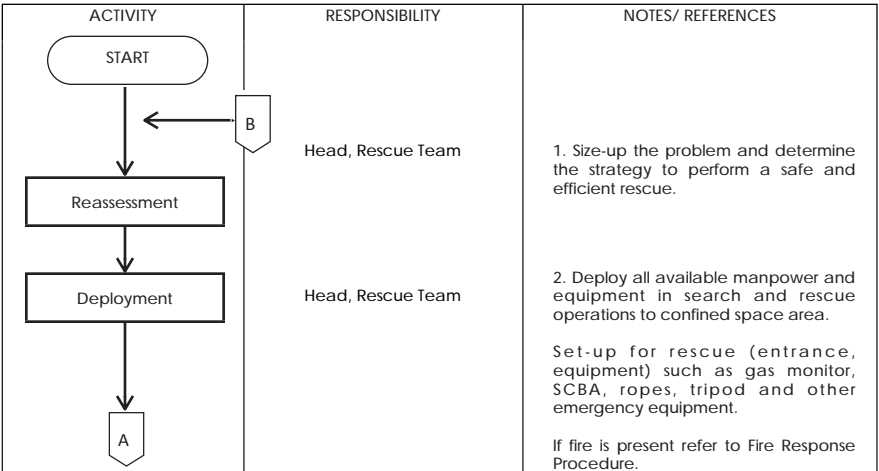 ACTIVITY
RESPONSIBILITY
NOTES/ REFERENCES
START
B
Head, Rescue Team
1. Size-up the problem and determine
the strategy to perform a safe and
efficient rescue.
Reassessment
Deployment
Head, Rescue Team
2. Deploy all available manpower and
equipment in search and rescue
operations to confined space area.
Set-up for rescue (entrance,
equipment) such as gas monitor,
SCBA, ropes, tripod and other
emergency equipment.
A
If fire is present refer to Fire Response
Procedure.